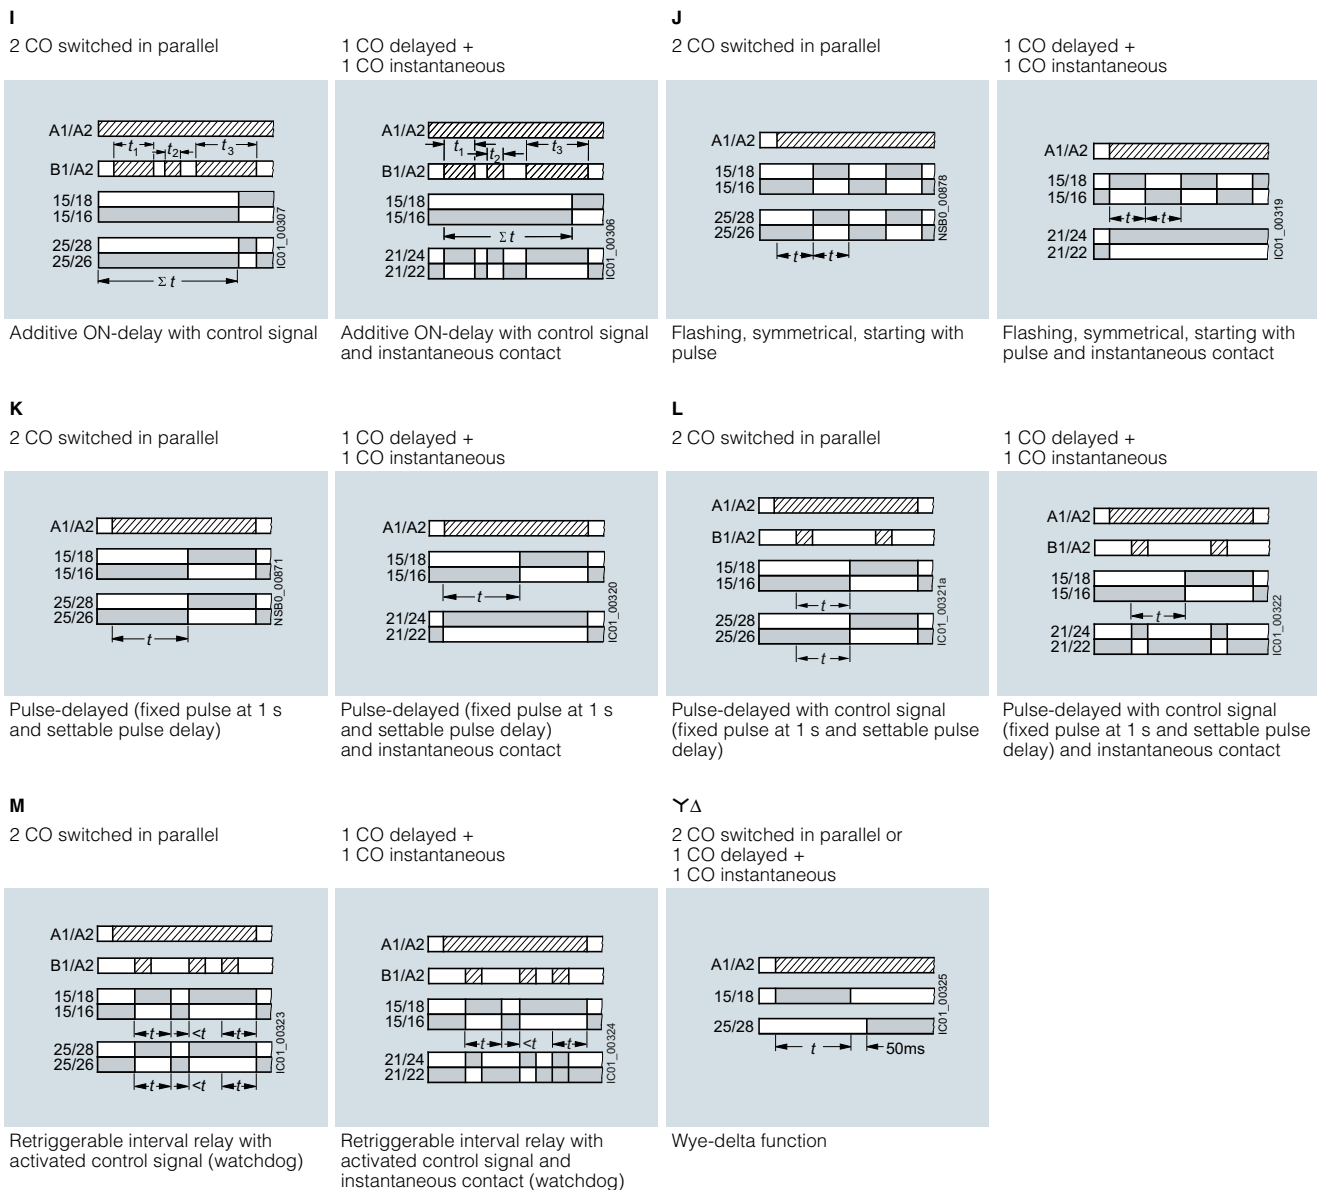 I
2 CO switched in parallel
1 CO delayed +
1 CO instantaneous
J
2 CO switched in parallel
1 CO delayed +
1 CO instantaneous
A1/A2
t1
t2
t3
B1/A2
15/18
15/16
25/28
25/26
Σ t
IC01_00307
A1/A2
t1
t2
t3
B1/A2
15/18
15/16
Σ t
21/24
21/22
IC01_00306
A1/A2
15/18
15/16
25/28
25/26
t
t
NSB0_00878
A1/A2
15/18
15/16
t
t
21/24
21/22
IC01_00319
Additive ON-delay with control signal
Additive ON-delay with control signal
and instantaneous contact
Flashing, symmetrical, starting with
pulse
Flashing, symmetrical, starting with
pulse and instantaneous contact
K
2 CO switched in parallel
1 CO delayed +
1 CO instantaneous
L
2 CO switched in parallel
1 CO delayed +
1 CO instantaneous
A1/A2
15/18
15/16
25/28
25/26
t
NSB0_00871
A1/A2
15/18
15/16
t
21/24
21/22
IC01_00320
A1/A2
B1/A2
15/18
15/16
t
25/28
25/26
t
IC01_00321a
A1/A2
B1/A2
15/18
15/16
t
21/24
21/22
IC01_00322
Pulse-delayed (fixed pulse at 1 s
and settable pulse delay)
Pulse-delayed (fixed pulse at 1 s
and settable pulse delay)
and instantaneous contact
Pulse-delayed with control signal
(fixed pulse at 1 s and settable pulse
delay)
Pulse-delayed with control signal
(fixed pulse at 1 s and settable pulse
delay) and instantaneous contact
M
2 CO switched in parallel
1 CO delayed +
1 CO instantaneous
YΔ
2 CO switched in parallel or
1 CO delayed +
1 CO instantaneous
A1/A2
B1/A2
15/18
15/16
t
<t
t
25/28
25/26
t
<t
t
IC01_00323
A1/A2
B1/A2
15/18
15/16
t
<t
t
21/24
21/22
IC01_00324
A1/A2
15/18
25/28
t
50ms
IC01_00325
Retriggerable interval relay with
activated control signal (watchdog)
Retriggerable interval relay with
activated control signal and
instantaneous contact (watchdog)
Wye-delta function